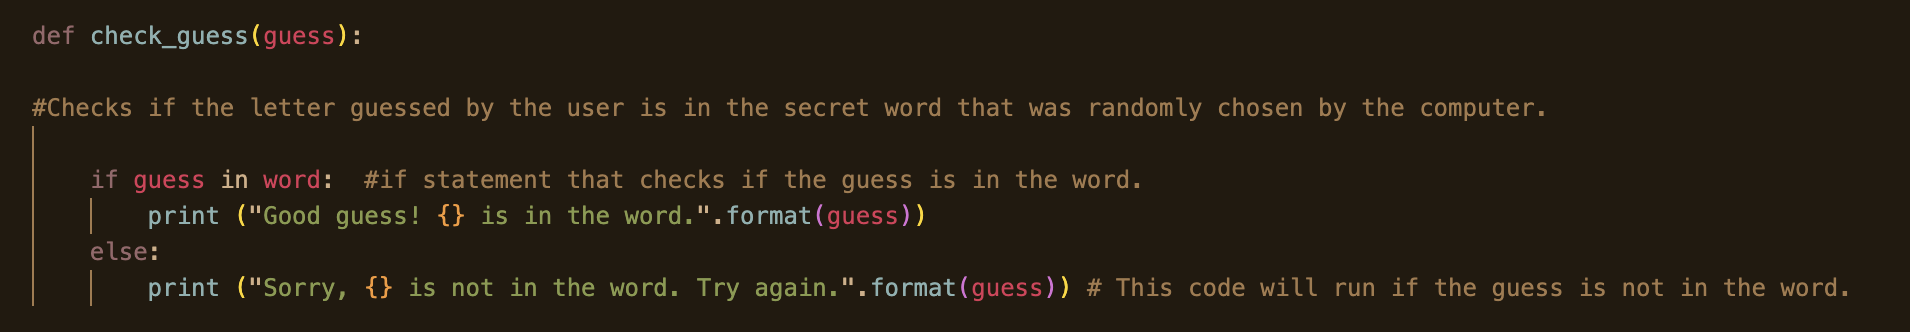 def check_guess(guess):
#Checks if the letter guessed by the user is in the secret word that was randomly chosen by the computer.
if guess in word:  #if statement that checks if the guess is in the word.
print ("Good guess! {} is in the word.".format(guess))
else:
print ("Sorry, {} is not in the word. Try again.".format(guess)) # This code will run if the guess is not in the word.